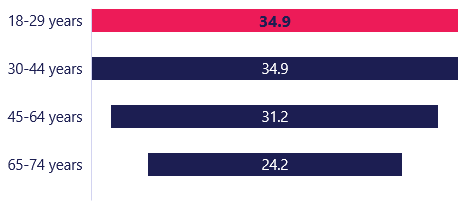 18-29 years 34.9
30-44 years 34.9
45-64 years 31.2
65-74 years 24.2